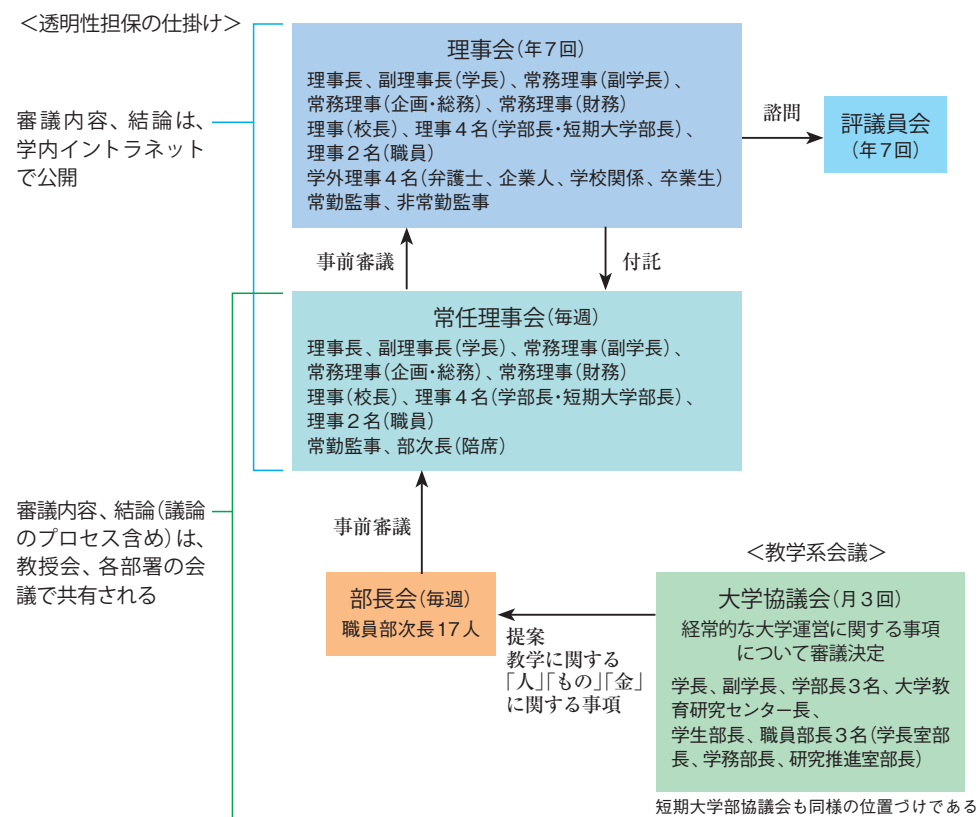 <透明性担保の仕掛け>
審議内容、結論は、
学内イントラネット
で公開
理事会(年7回)
理事長、副理事長(学長)、常務理事(副学長)、
常務理事(企画・総務)、常務理事(財務)
理事(校長)、理事4名(学部長・短期大学部長)、
理事2名(職員)
学外理事4名(弁護士、企業人、学校関係、卒業生)
常勤監事、非常勤監事
諮問
評議員会
(年7回)
事前審議
付託
常任理事会(毎週)
理事長、副理事長(学長)、常務理事(副学長)、
常務理事(企画・総務)、常務理事(財務)
理事(校長)、理事4名(学部長・短期大学部長)、
理事2名(職員)
常勤監事、部次長(陪席)
審議内容、結論(議論
のプロセス含め)は、
教授会、各部署の会
議で共有される
事前審議
部長会(毎週)
職員部次長17人
提案
教学に関する
「人」「もの」「金」
に関する事項
<教学系会議>
大学協議会(月3回)
経常的な大学運営に関する事項
について審議決定
学長、副学長、学部長3名、大学教
育研究センター長、
学生部長、職員部長3名(学長室部
長、学務部長、研究推進室部長)
短期大学部協議会も同様の位置づけである